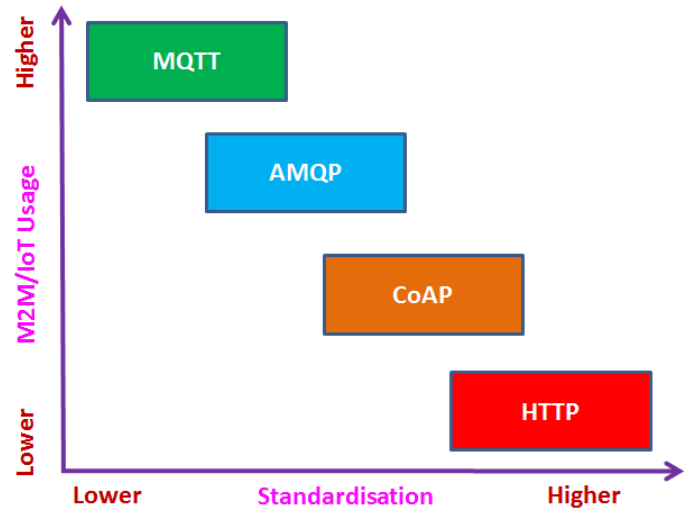 Higher
MQTT
AMQP
M2M/IoT Usage
CoAP
HTTP
Lower
Lower
Standardisation
Higher